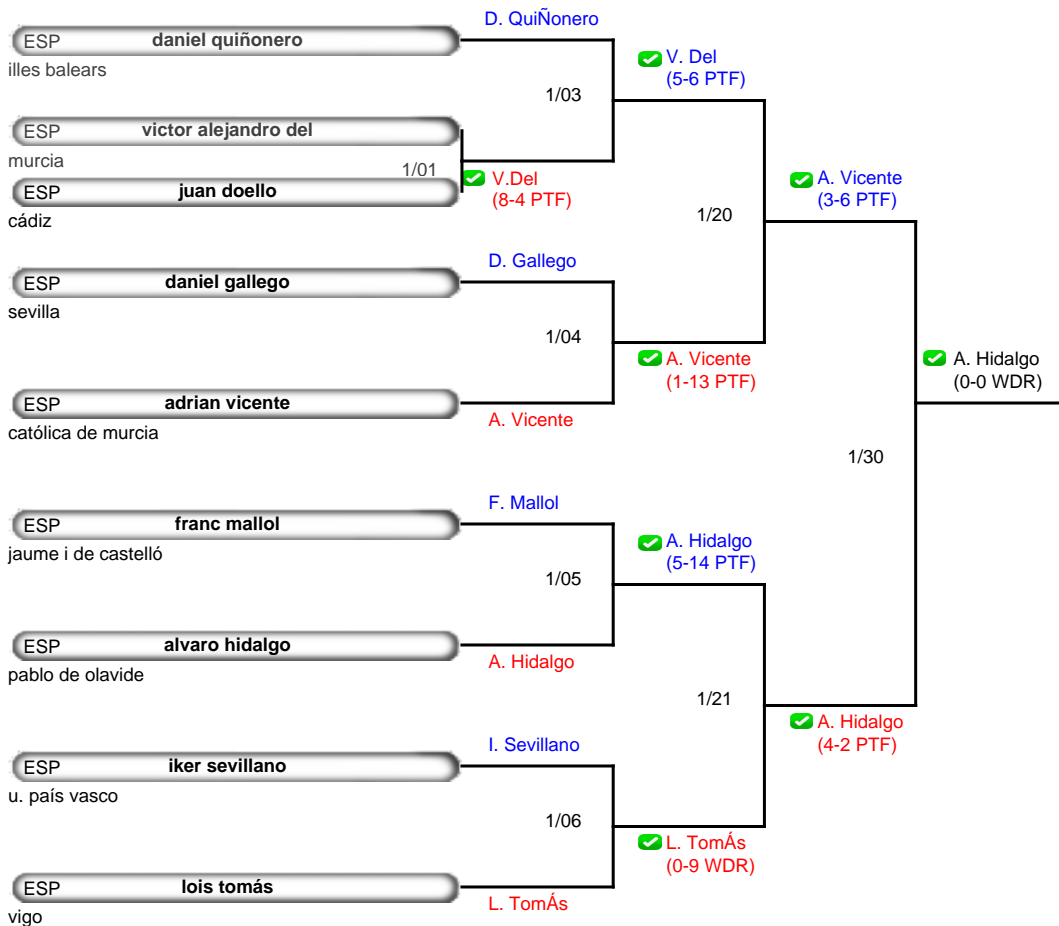 D. QuiÑonero
ESP daniel quiñonero
illes balears
V. Del
(5-6 PTF)
1/03
ESP victor alejandro del
murcia
1/01
V.Del
(8-4 PTF)
ESP juan doello
cádiz
A. Vicente
(3-6 PTF)
1/20
D. Gallego
ESP daniel gallego
sevilla
1/04
A. Vicente
(1-13 PTF)
A. Hidalgo
(0-0 WDR)
ESP adrian vicente
católica de murcia
A. Vicente
1/30
F. Mallol
ESP franc mallol
jaume i de castelló
A. Hidalgo
(5-14 PTF)
1/05
ESP alvaro hidalgo
pablo de olavide
A. Hidalgo
1/21
A. Hidalgo
(4-2 PTF)
I. Sevillano
ESP iker sevillano
u. país vasco
1/06
L. TomÁs
(0-9 WDR)
ESP lois tomás
vigo
L. TomÁs